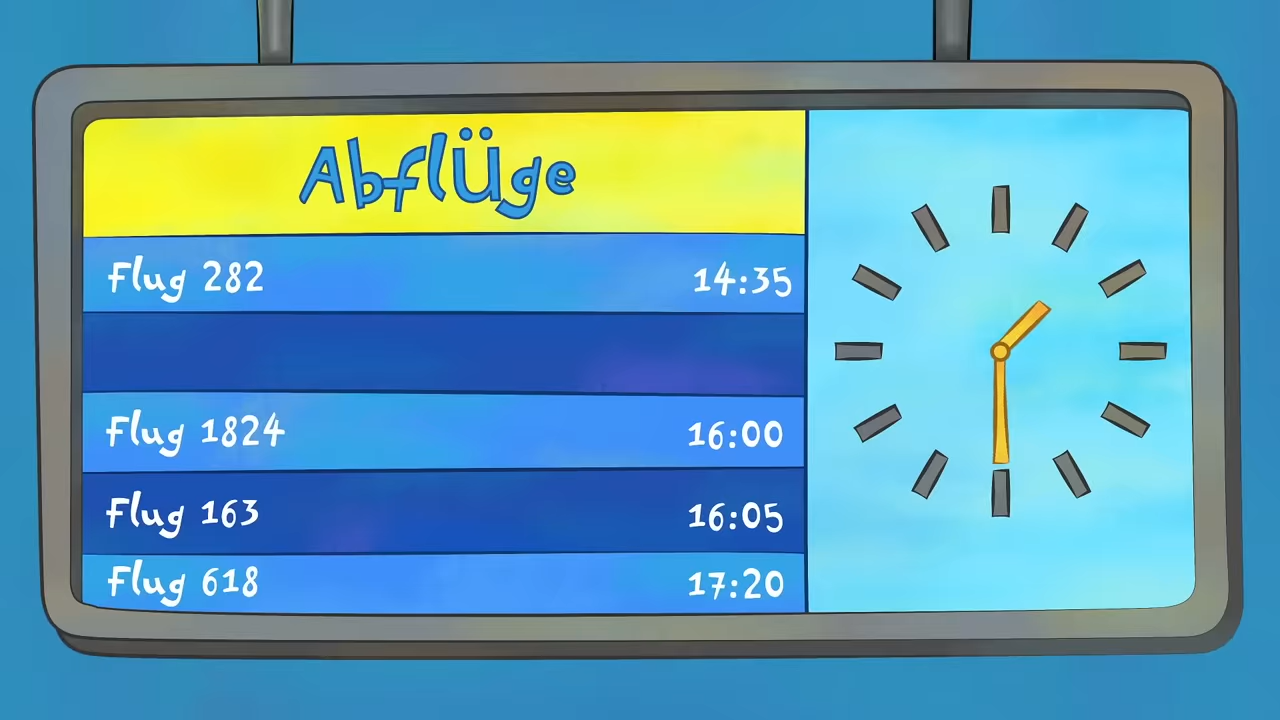 Abflüge
Flug 282 14:35
Flug 1824 16:00
Flug 163 16:05
Flug 618 17:20